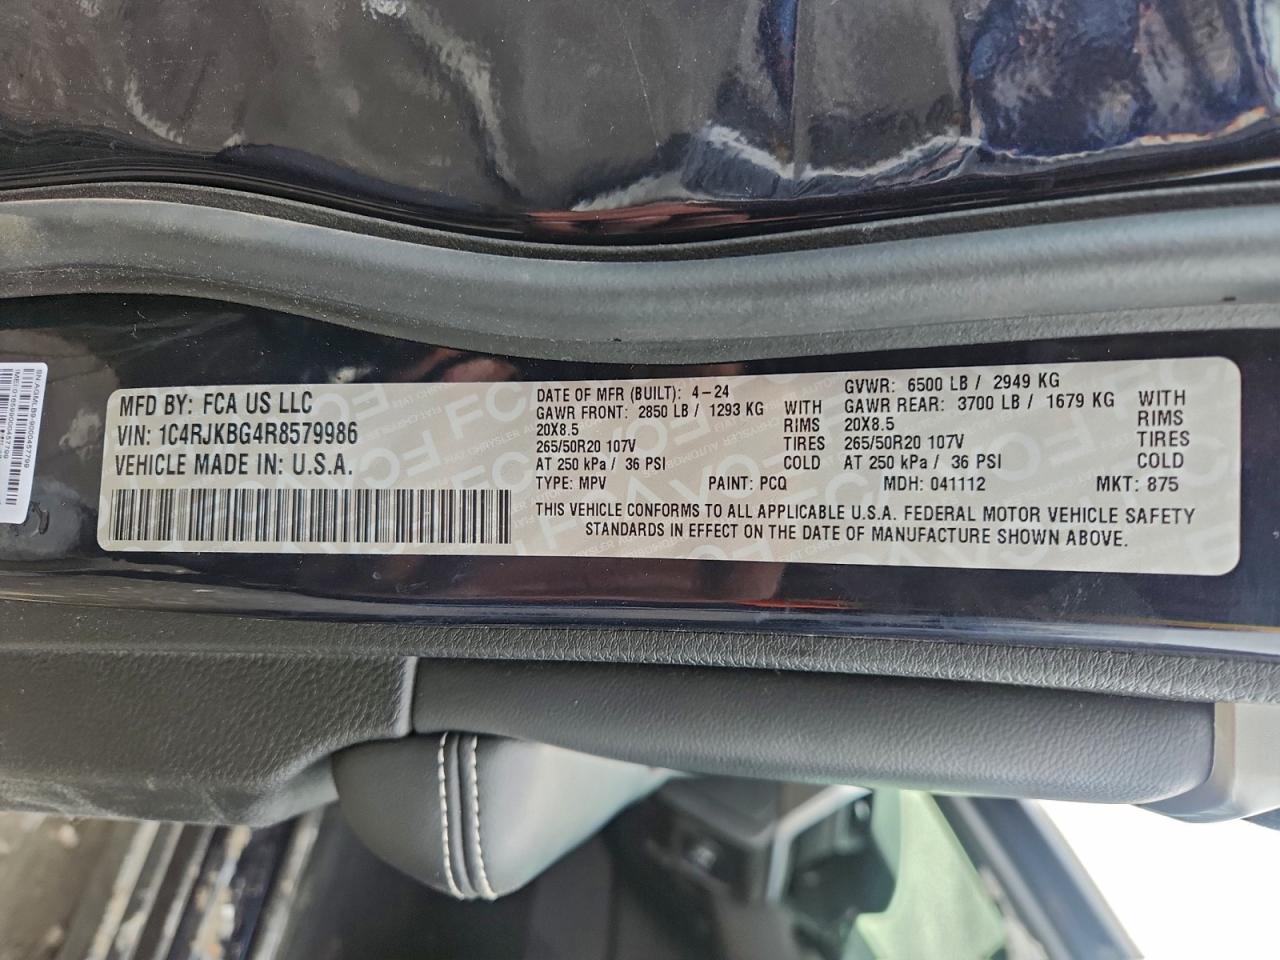 MFD BY: FCA US LLC
VIN: 1C4RJKBG4R8579986
VEHICLE MADE IN: U.S.A.
DATE OF MFR (BUILT): 4-24
GAWR FRONT: 2850 LB / 1293 KG WITH
20X8.5 RIMS
265/50R20 107V TIRES
AT 250 kPa / 36 PSI COLD
GVWR: 6500 LB / 2949 KG
GAWR REAR: 3700 LB / 1679 KG WITH
20X8.5 RIMS
265/50R20 107V TIRES
AT 250 kPa / 36 PSI COLD
TYPE: MPV PAINT: PCQ MDH: 041112 MKT: 875
THIS VEHICLE CONFORMS TO ALL APPLICABLE U.S.A. FEDERAL MOTOR VEHICLE SAFETY
STANDARDS IN EFFECT ON THE DATE OF MANUFACTURE SHOWN ABOVE.